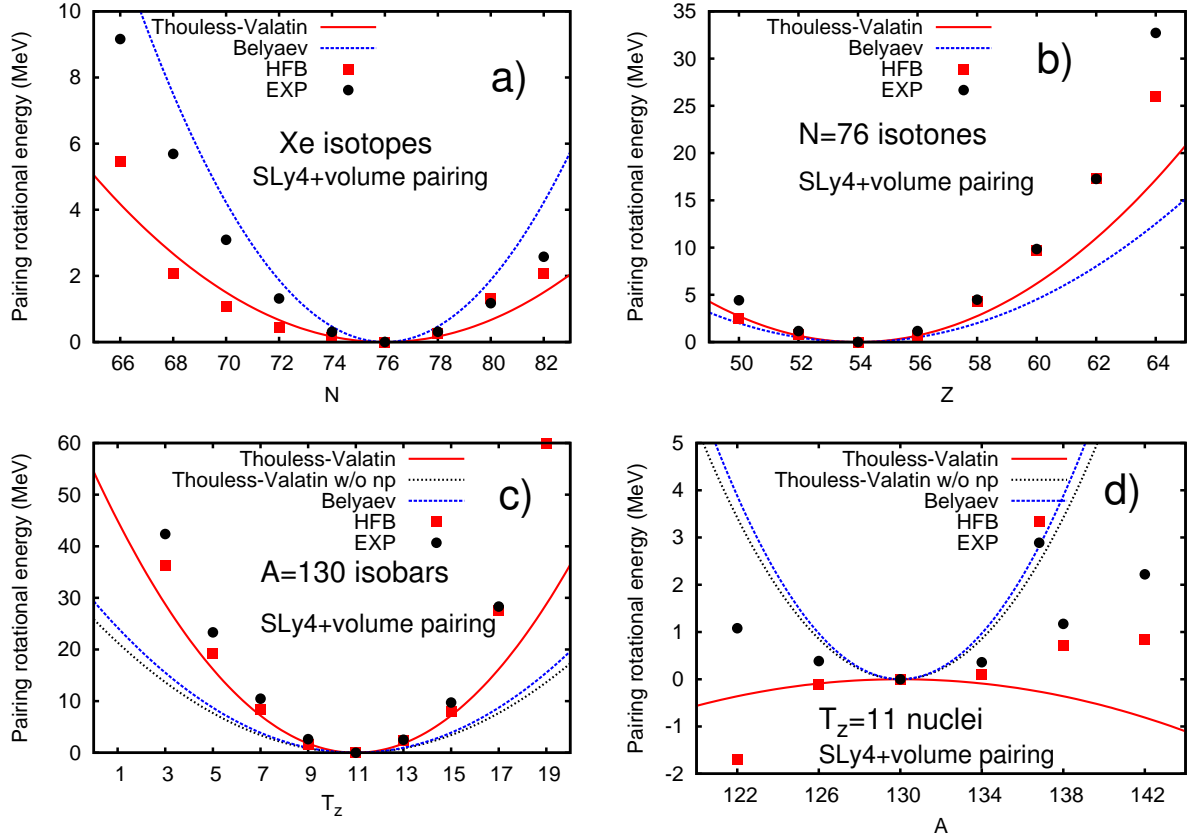 Pairing rotational energy (MeV)
10
8
6
4
2
0
Thouless-Valatin
Belyaev
HFB
EXP
a)
Xe isotopes
SLy4+volume pairing
66 68 70 72 74 76 78 80 82
N
Pairing rotational energy (MeV)
35
30
25
20
15
10
5
0
Thouless-Valatin
Belyaev
HFB
EXP
b)
N=76 isotones
SLy4+volume pairing
50 52 54 56 58 60 62 64
Z
Pairing rotational energy (MeV)
60
50
40
30
20
10
0
Thouless-Valatin
Thouless-Valatin w/o np
Belyaev
HFB
EXP
c)
A=130 isobars
SLy4+volume pairing
1 3 5 7 9 11 13 15 17 19
T_z
Pairing rotational energy (MeV)
5
4
3
2
1
0
-1
-2
Thouless-Valatin
Thouless-Valatin w/o np
Belyaev
HFB
EXP
d)
T_z=11 nuclei
SLy4+volume pairing
122 126 130 134 138 142
A